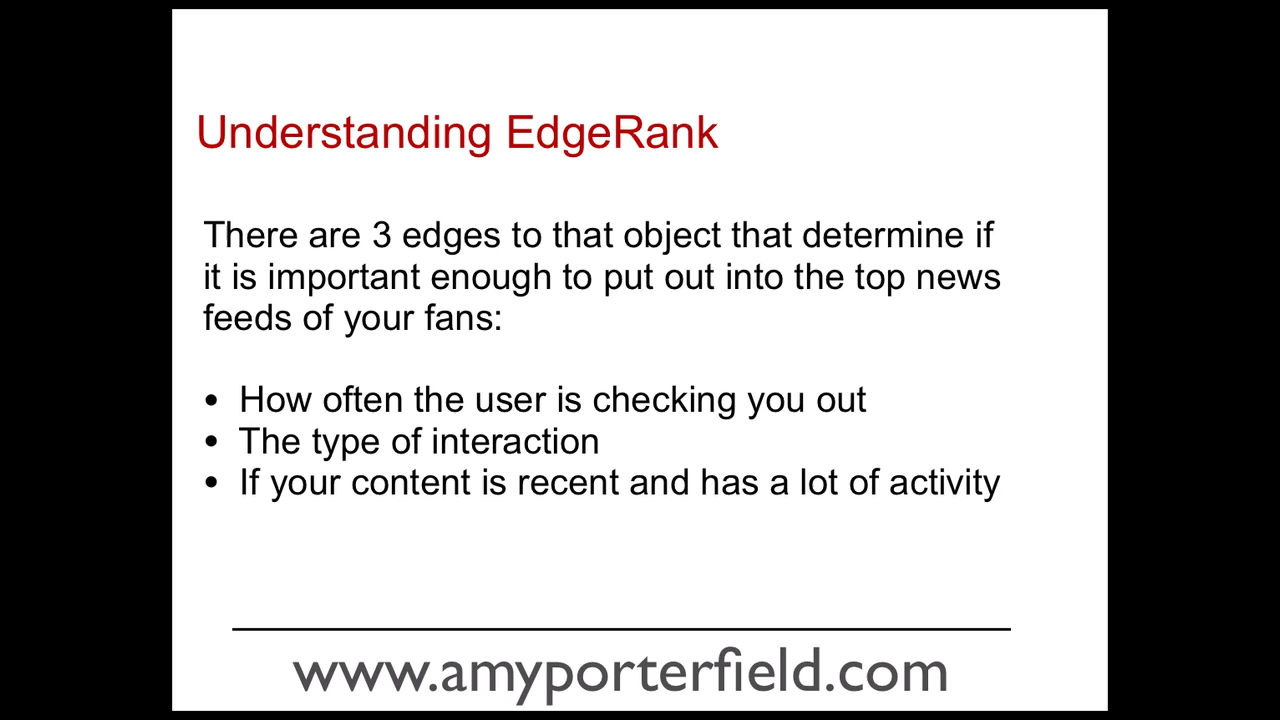 Understanding EdgeRank
There are 3 edges to that object that determine if
it is important enough to put out into the top news
feeds of your fans:
• How often the user is checking you out
• The type of interaction
• If your content is recent and has a lot of activity
www.amyporterfield.com